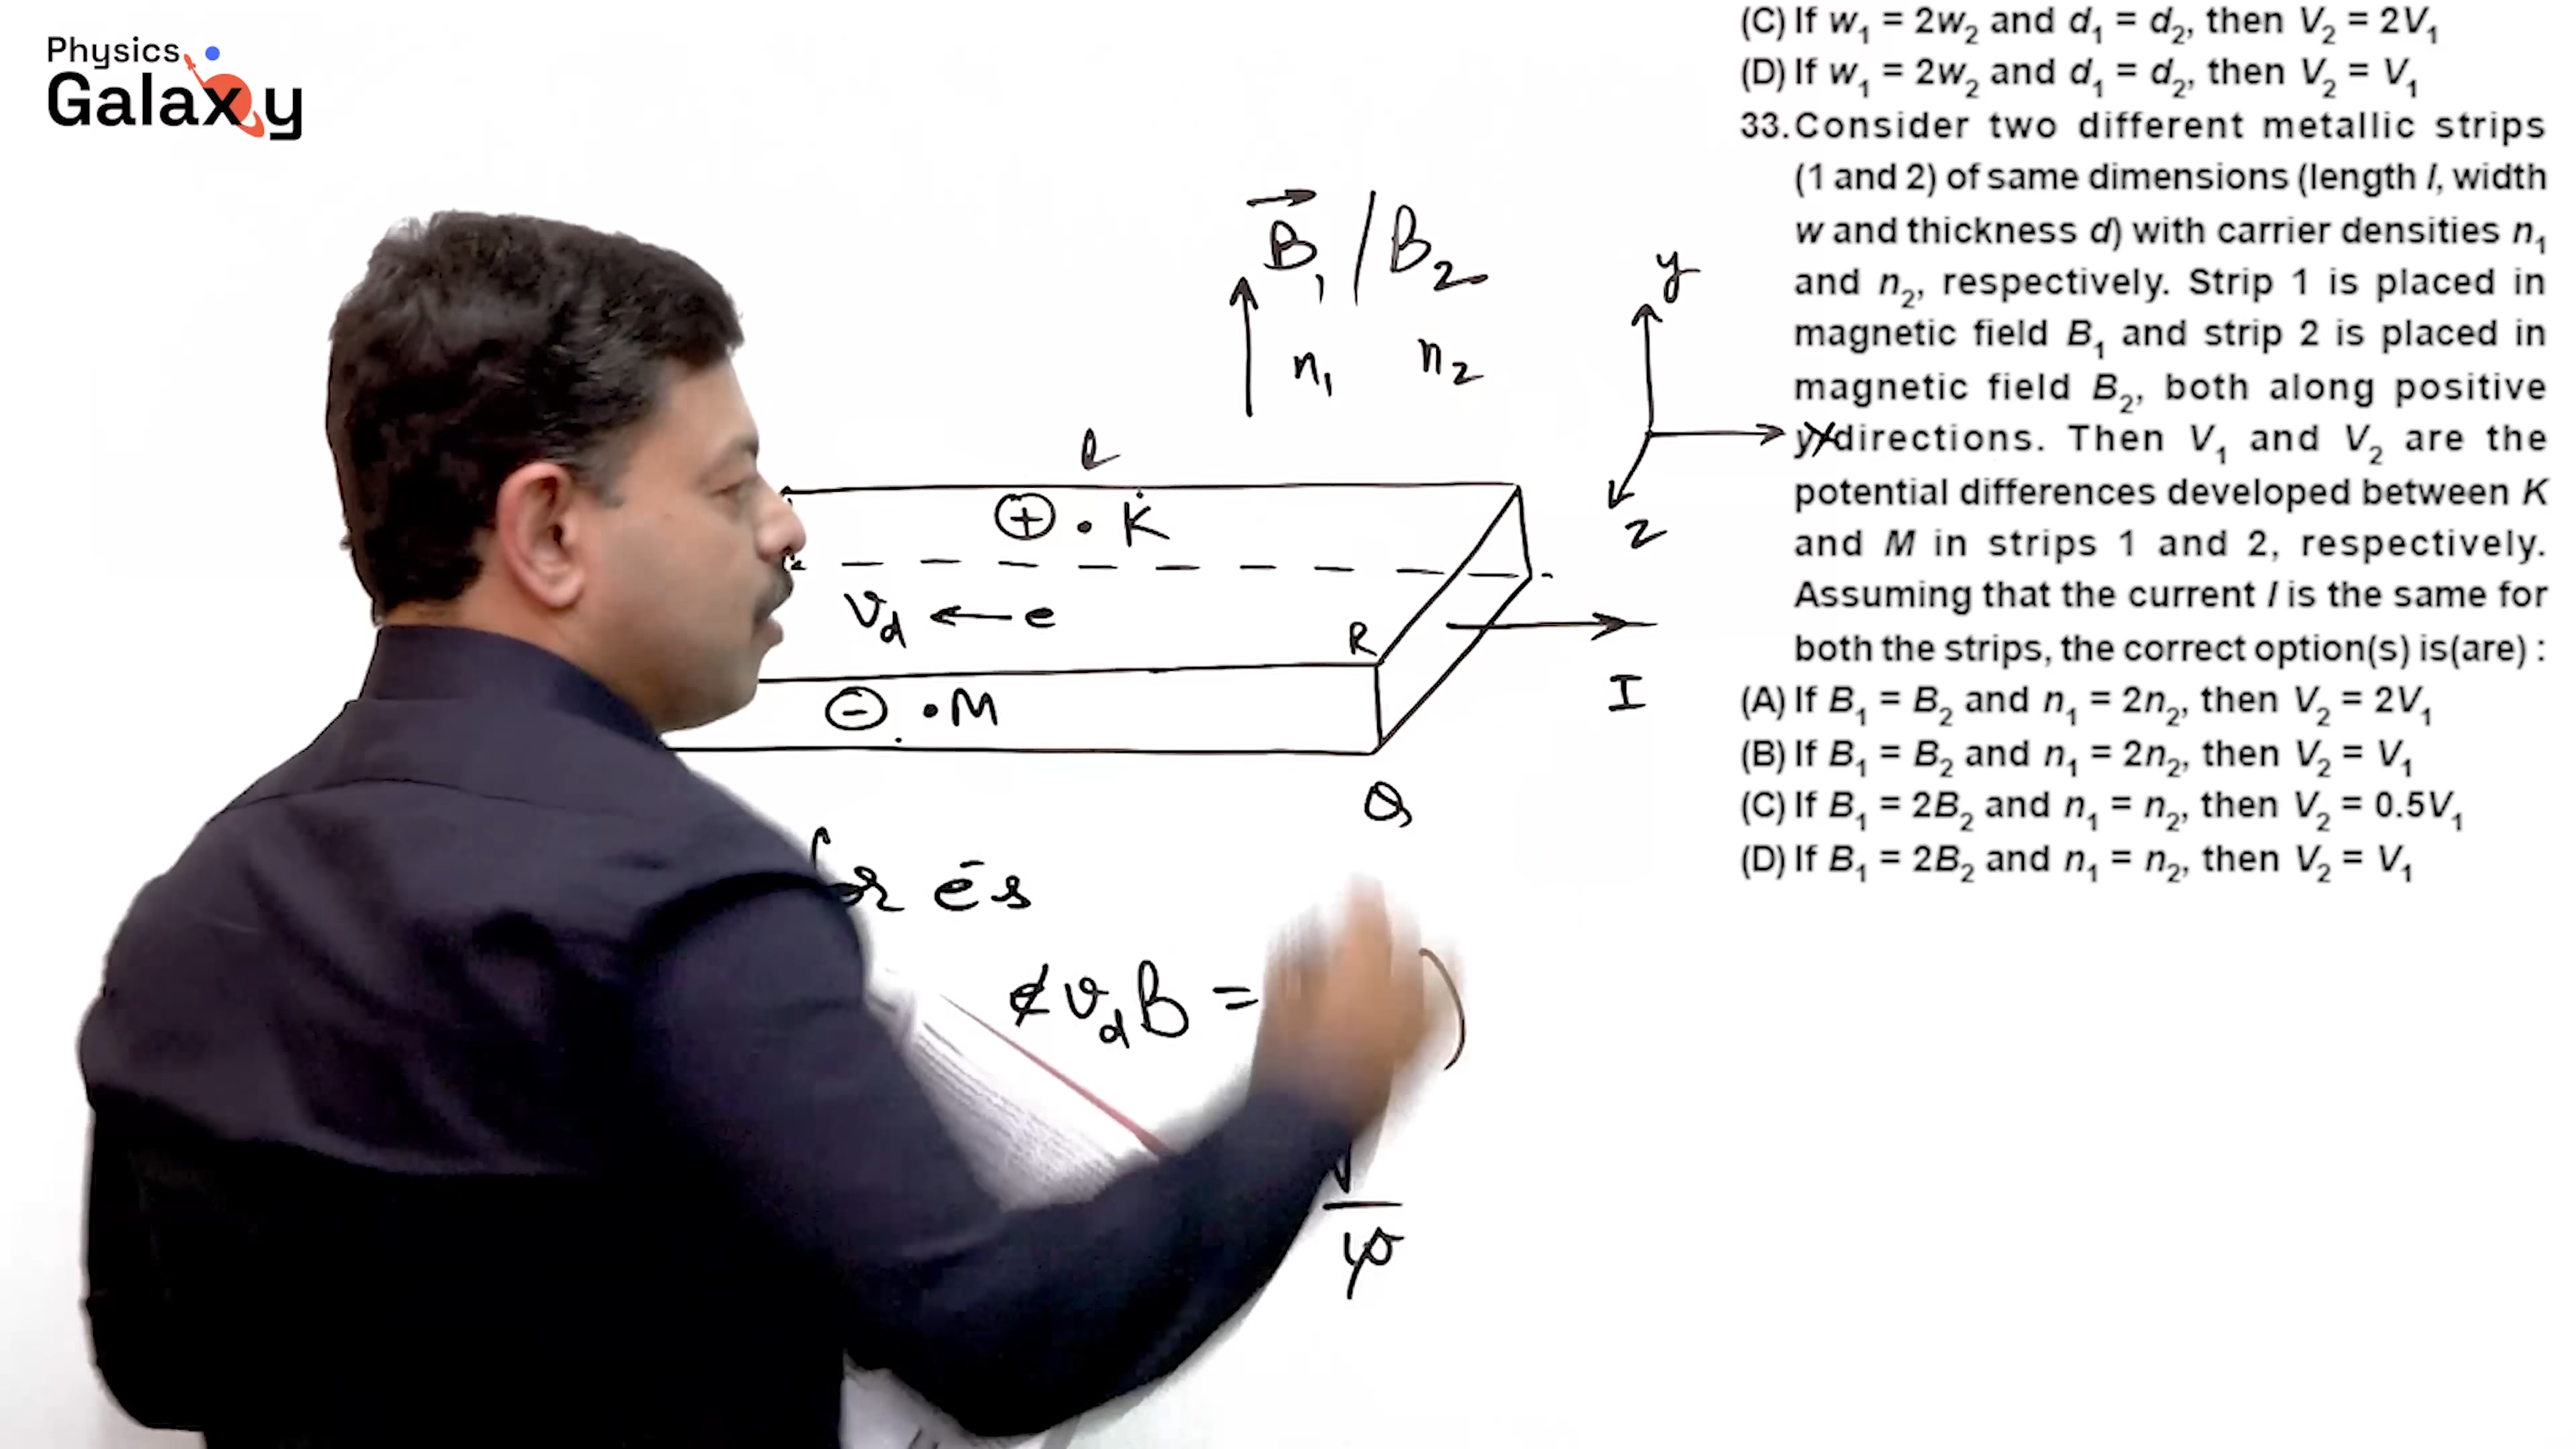 Physics
Galaxy
(C) If w₁ = 2w₂ and d₁ = d₂, then V₂ = 2V₁
(D) If w₁ = 2w₂ and d₁ = d₂, then V₂ = V₁
33. Consider two different metallic strips
(1 and 2) of same dimensions (length l, width
w and thickness d) with carrier densities n₁
and n₂, respectively. Strip 1 is placed in
magnetic field B₁ and strip 2 is placed in
magnetic field B₂, both along positive
y-directions. Then V₁ and V₂ are the
potential differences developed between K
and M in strips 1 and 2, respectively.
Assuming that the current I is the same for
both the strips, the correct option(s) is(are) :
(A) If B₁ = B₂ and n₁ = 2n₂, then V₂ = 2V₁
(B) If B₁ = B₂ and n₁ = 2n₂, then V₂ = V₁
(C) If B₁ = 2B₂ and n₁ = n₂, then V₂ = 0.5V₁
(D) If B₁ = 2B₂ and n₁ = n₂, then V₂ = V₁
B₁ / B₂
n₁ n₂
y
x
z
l
+ . K
v_d ← e
R
I
- . M
Q
for e⁻s
e v_d B =
w